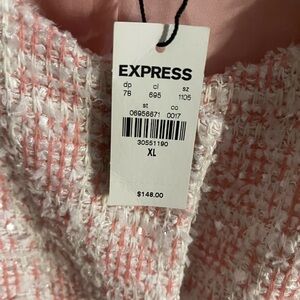 EXPRESS
dp cl sz
78 695 1105
st co
06956671 0017
30551190
XL
$148.00